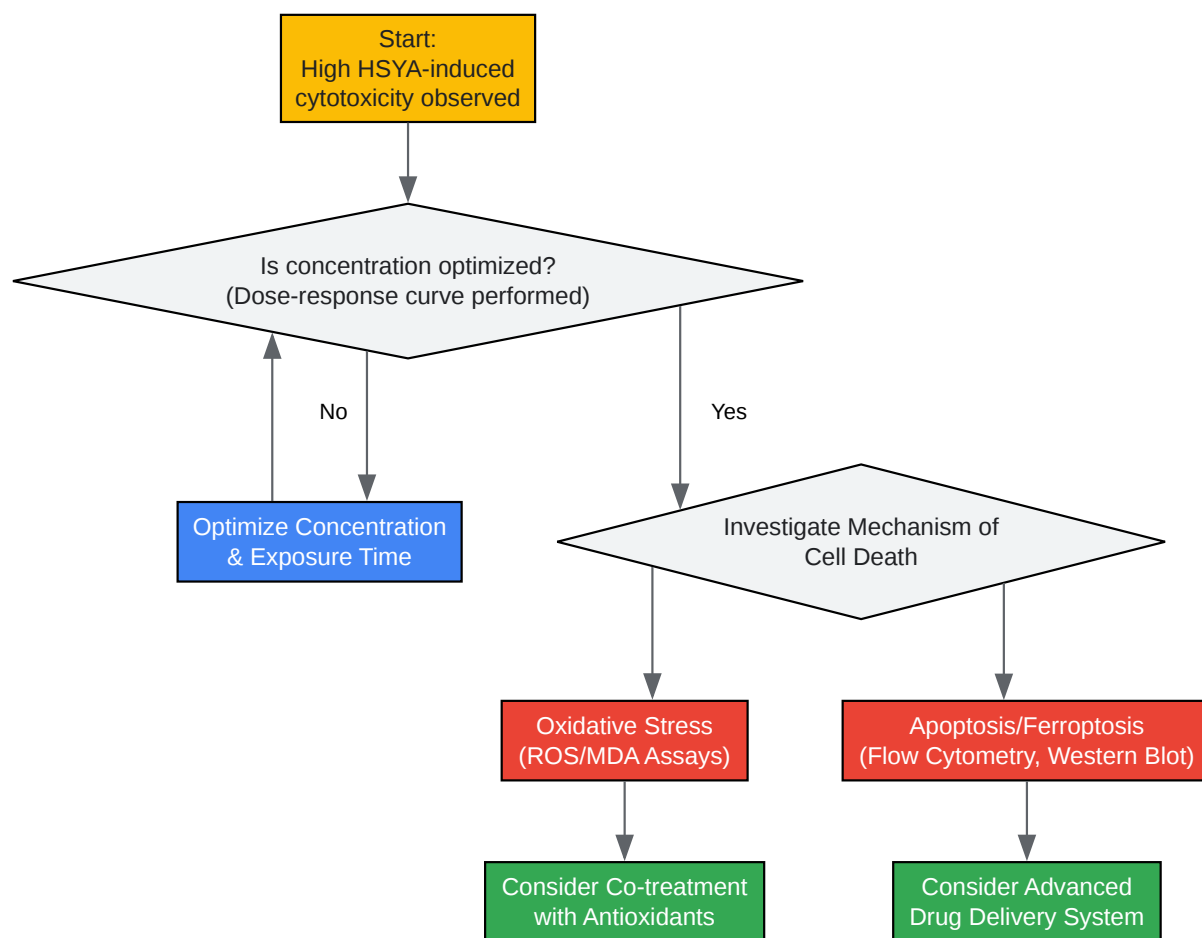 Start:
High HSYA-induced
cytotoxicity observed
Is concentration optimized?
(Dose-response curve performed)
No
Yes
Optimize Concentration
& Exposure Time
Investigate Mechanism of
Cell Death
Oxidative Stress
(ROS/MDA Assays)
Apoptosis/Ferroptosis
(Flow Cytometry, Western Blot)
Consider Co-treatment
with Antioxidants
Consider Advanced
Drug Delivery System